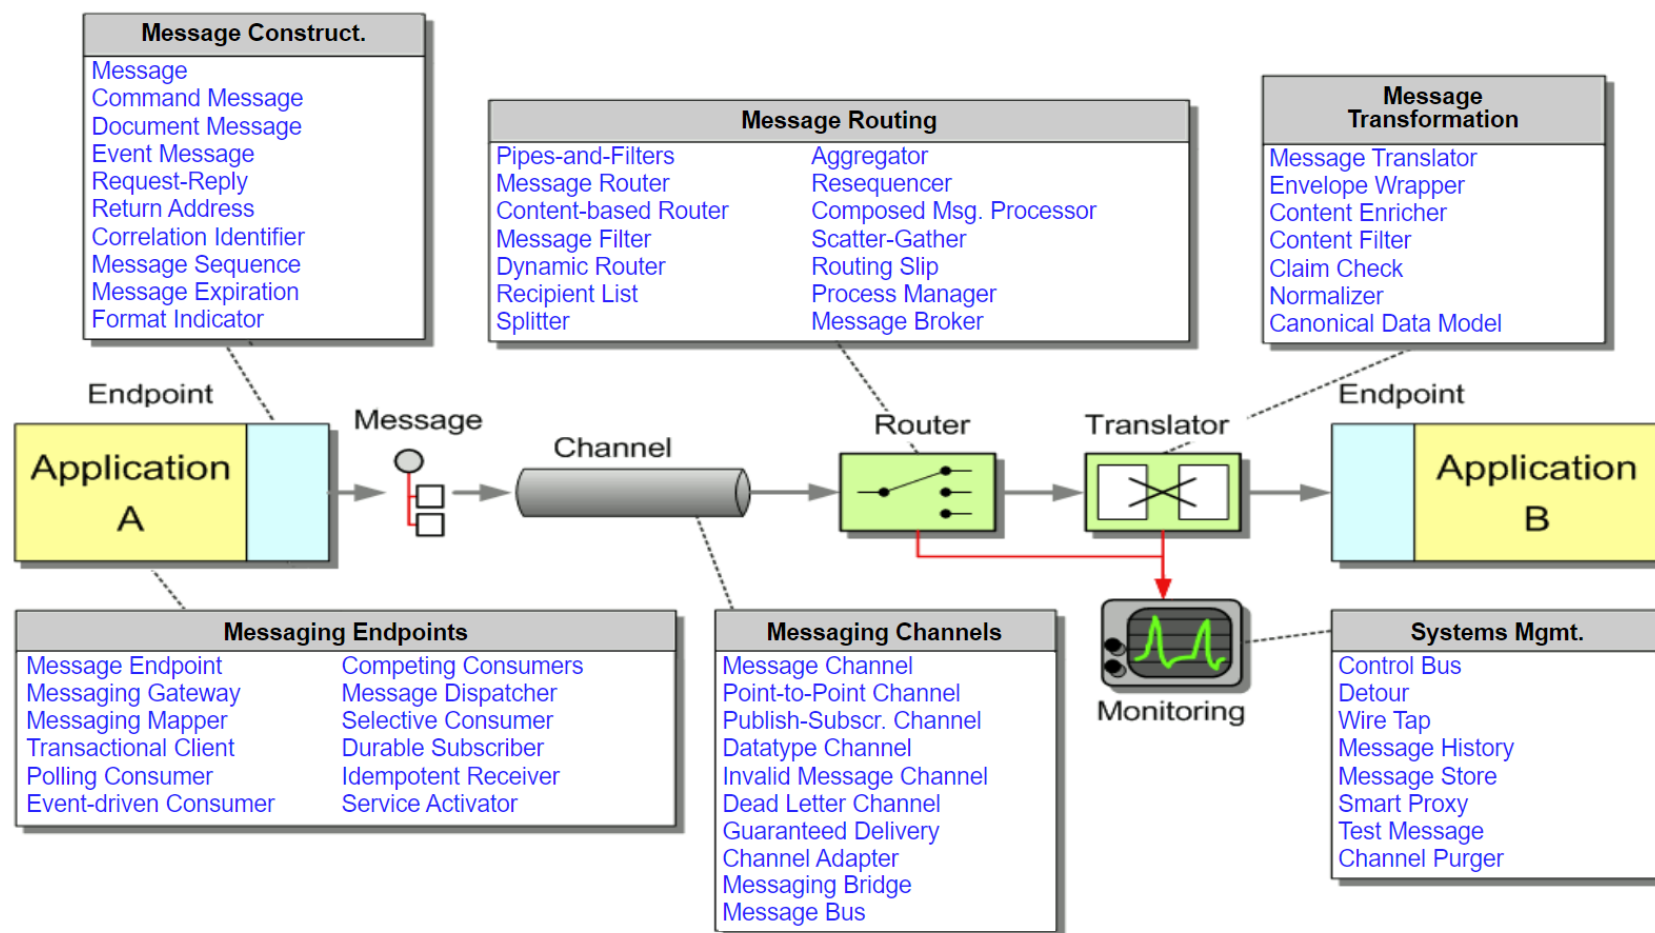 Message Construct.
Message
Command Message
Document Message
Event Message
Request-Reply
Return Address
Correlation Identifier
Message Sequence
Message Expiration
Format Indicator
Message Routing
Pipes-and-Filters
Message Router
Content-based Router
Message Filter
Dynamic Router
Recipient List
Splitter
Aggregator
Resequencer
Composed Msg. Processor
Scatter-Gather
Routing Slip
Process Manager
Message Broker
Message
Transformation
Message Translator
Envelope Wrapper
Content Enricher
Content Filter
Claim Check
Normalizer
Canonical Data Model
Endpoint
Application
A
Message
Channel
Router
Translator
Endpoint
Application
B
Monitoring
Messaging Endpoints
Message Endpoint
Messaging Gateway
Messaging Mapper
Transactional Client
Polling Consumer
Event-driven Consumer
Competing Consumers
Message Dispatcher
Selective Consumer
Durable Subscriber
Idempotent Receiver
Service Activator
Messaging Channels
Message Channel
Point-to-Point Channel
Publish-Subscr. Channel
Datatype Channel
Invalid Message Channel
Dead Letter Channel
Guaranteed Delivery
Channel Adapter
Messaging Bridge
Message Bus
Systems Mgmt.
Control Bus
Detour
Wire Tap
Message History
Message Store
Smart Proxy
Test Message
Channel Purger